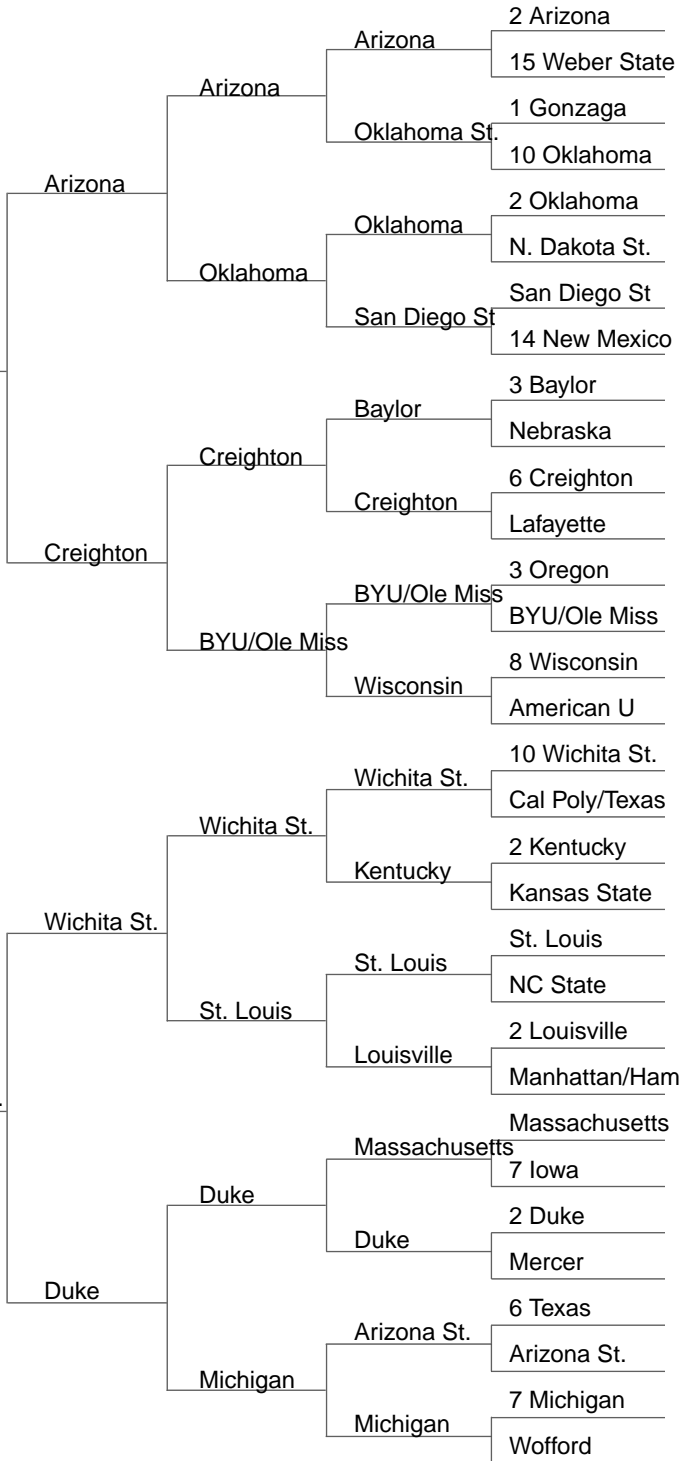 2 Arizona
Arizona
15 Weber State
Arizona
1 Gonzaga
Oklahoma St.
10 Oklahoma
Arizona
2 Oklahoma
Oklahoma
N. Dakota St.
Oklahoma
San Diego St
San Diego St
14 New Mexico
3 Baylor
Baylor
Nebraska
Creighton
6 Creighton
Creighton
Lafayette
Creighton
3 Oregon
BYU/Ole Miss
BYU/Ole Miss
BYU/Ole Miss
8 Wisconsin
Wisconsin
American U
10 Wichita St.
Wichita St.
Cal Poly/Texas
Wichita St.
2 Kentucky
Kentucky
Kansas State
Wichita St.
St. Louis
St. Louis
NC State
St. Louis
2 Louisville
Louisville
Manhattan/Ham
Massachusetts
Massachusetts
7 Iowa
Duke
2 Duke
Duke
Mercer
Duke
6 Texas
Arizona St.
Arizona St.
Michigan
7 Michigan
Michigan
Wofford